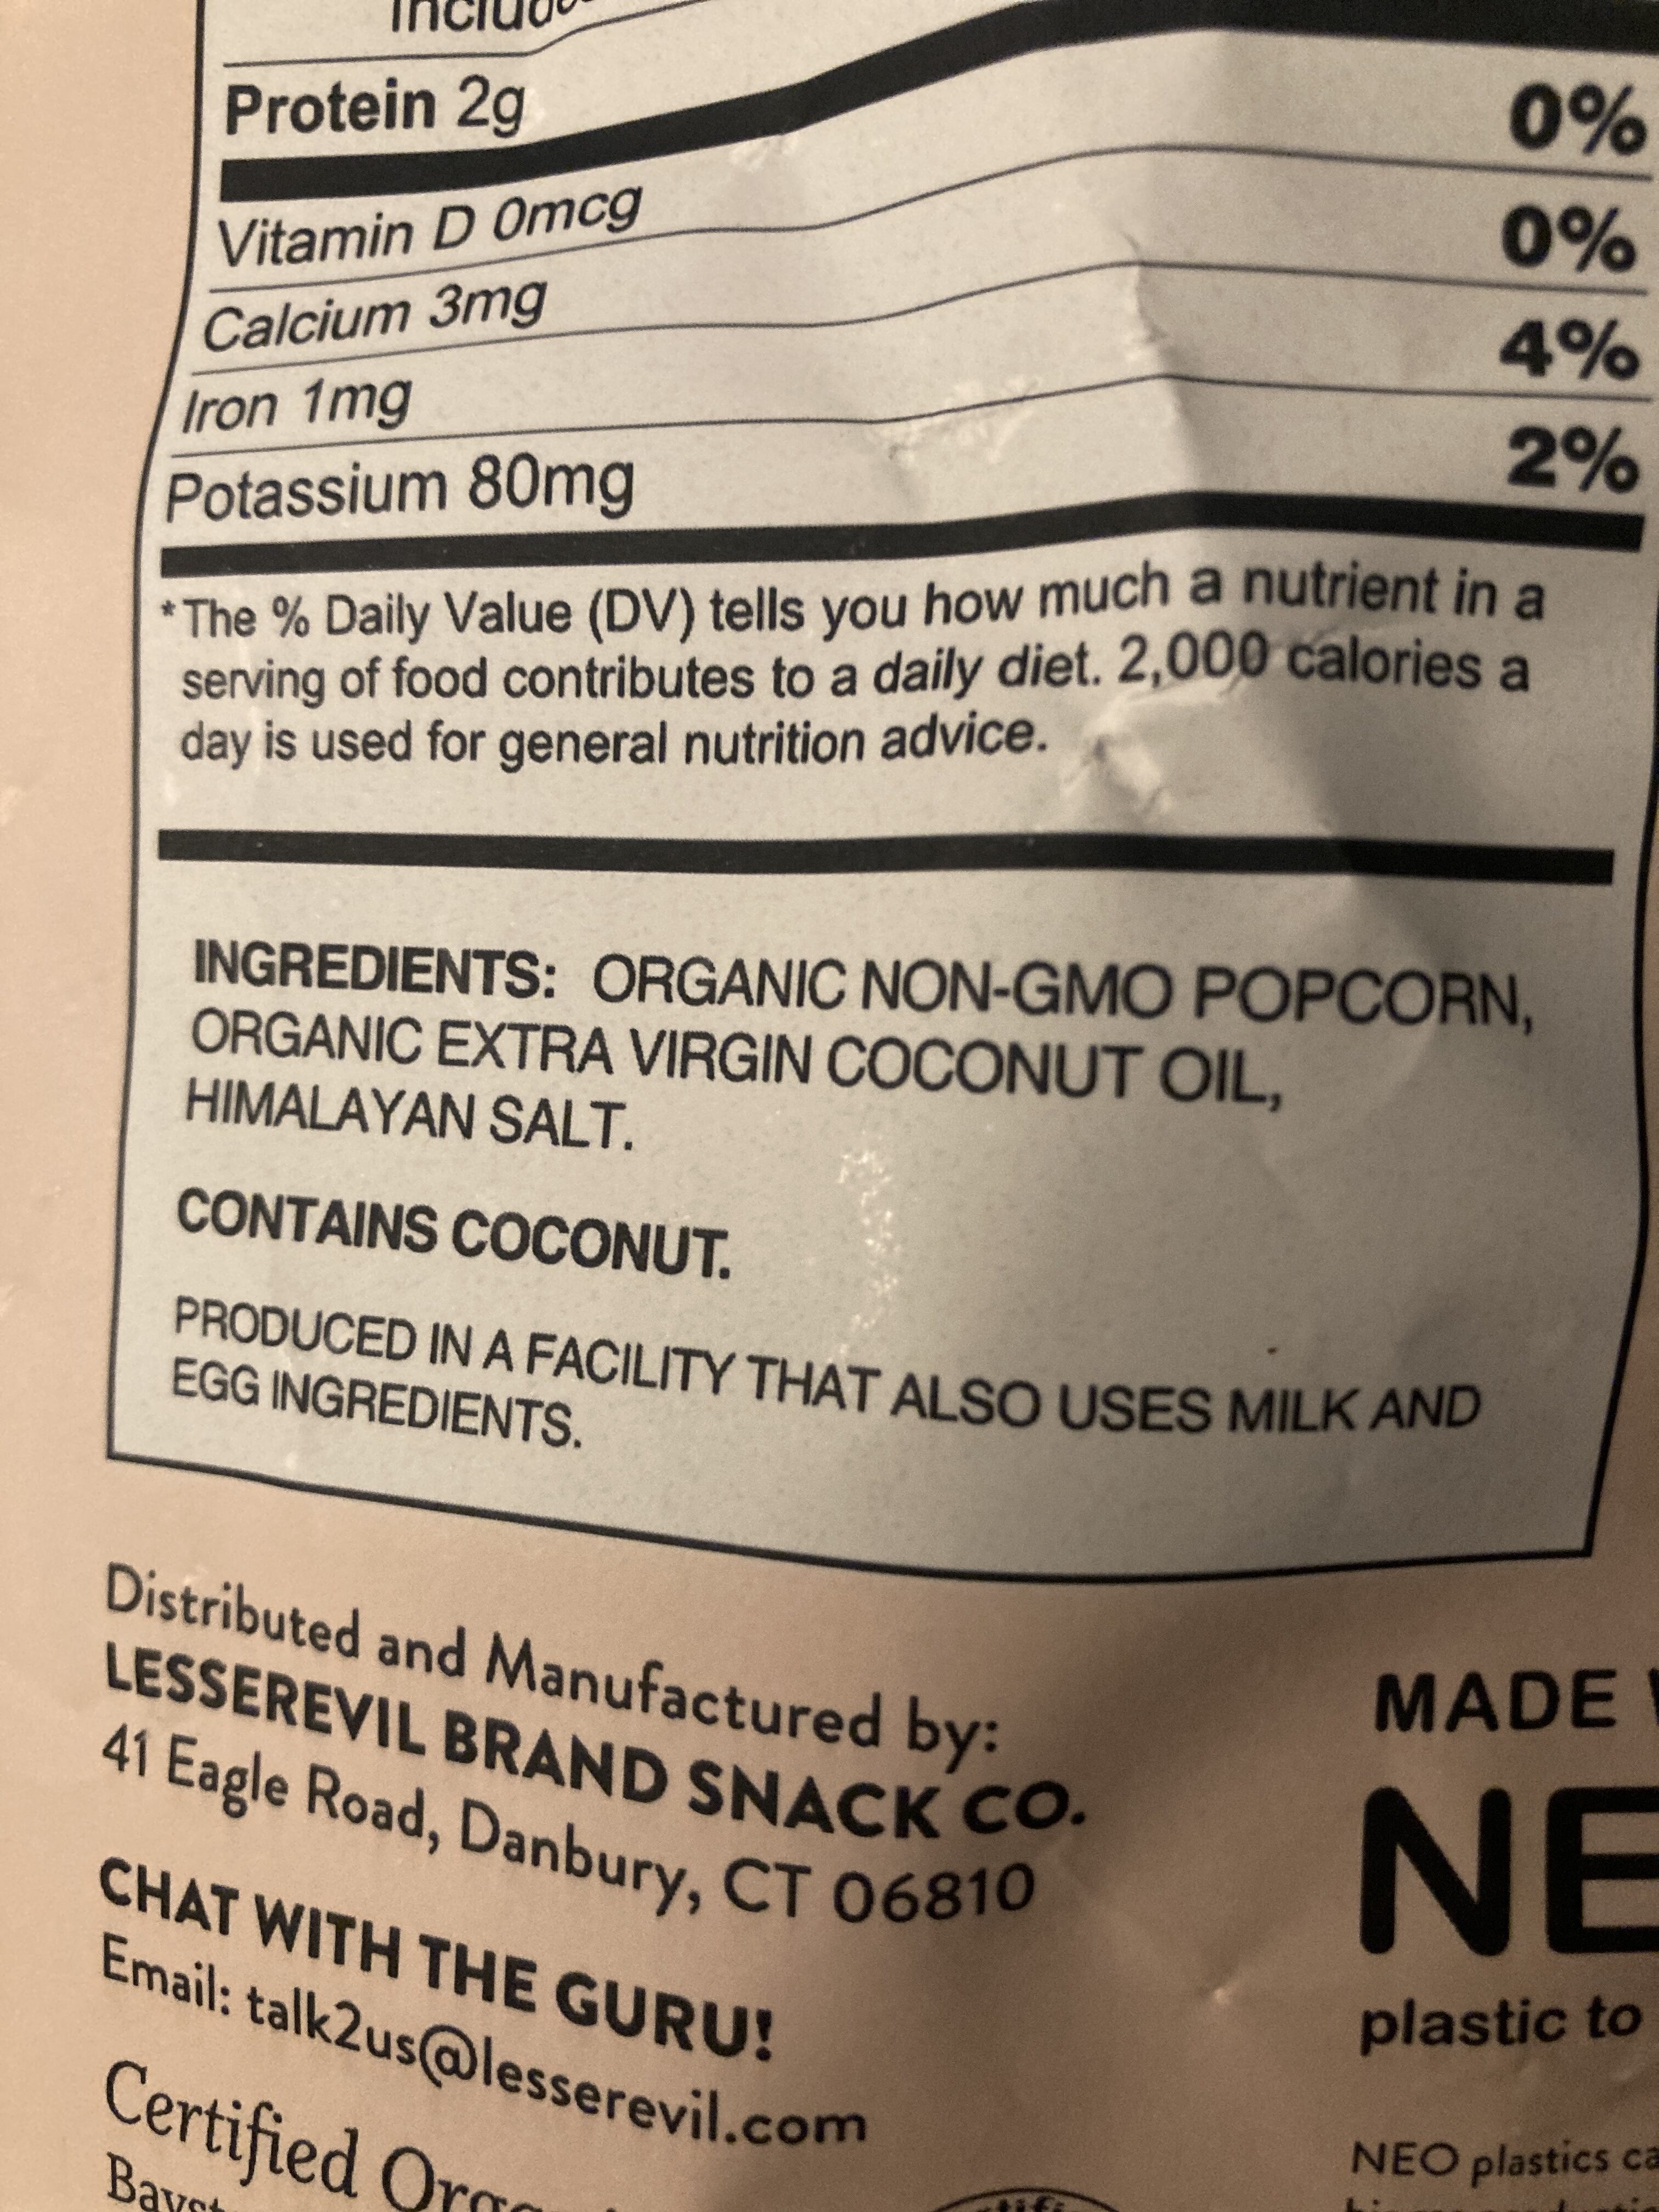 Protein 2g
Vitamin D 0mcg 0%
Calcium 3mg 0%
Iron 1mg 4%
Potassium 80mg 2%
*The % Daily Value (DV) tells you how much a nutrient in a
serving of food contributes to a daily diet. 2,000 calories a
day is used for general nutrition advice.
INGREDIENTS: ORGANIC NON-GMO POPCORN,
ORGANIC EXTRA VIRGIN COCONUT OIL,
HIMALAYAN SALT.
CONTAINS COCONUT.
PRODUCED IN A FACILITY THAT ALSO USES MILK AND
EGG INGREDIENTS.
Distributed and Manufactured by:
LESSEREVIL BRAND SNACK CO.
41 Eagle Road, Danbury, CT 06810
CHAT WITH THE GURU!
Email: talk2us@lesserevil.com
Certified
MADE
NE
plastic to
NEO plastics